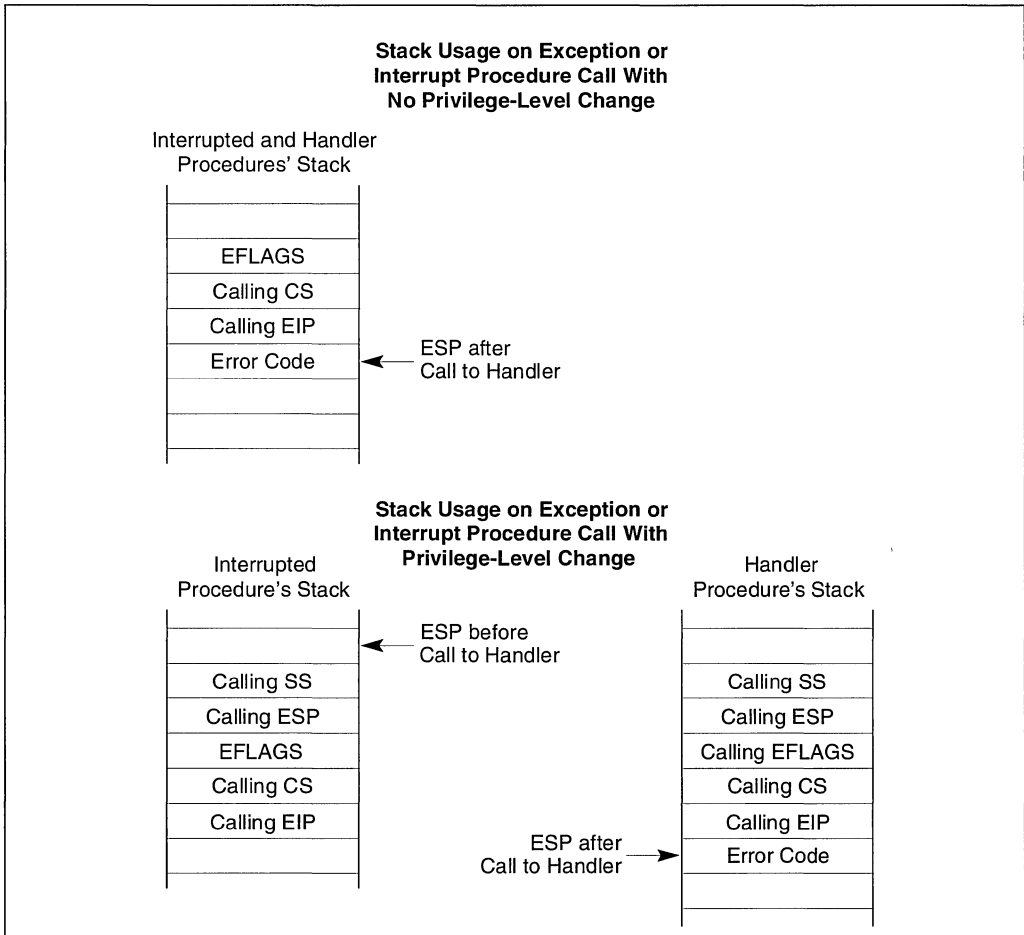 Stack Usage on Exception or
Interrupt Procedure Call With
No Privilege-Level Change
Interrupted and Handler
Procedures' Stack
EFLAGS
Calling CS
Calling EIP
Error Code
ESP after
Call to Handler
Stack Usage on Exception or
Interrupt Procedure Call With
Privilege-Level Change
Interrupted
Procedure's Stack
ESP before
Call to Handler
Calling SS
Calling ESP
EFLAGS
Calling CS
Calling EIP
Handler
Procedure's Stack
Calling SS
Calling ESP
Calling EFLAGS
Calling CS
Calling EIP
Error Code
ESP after
Call to Handler